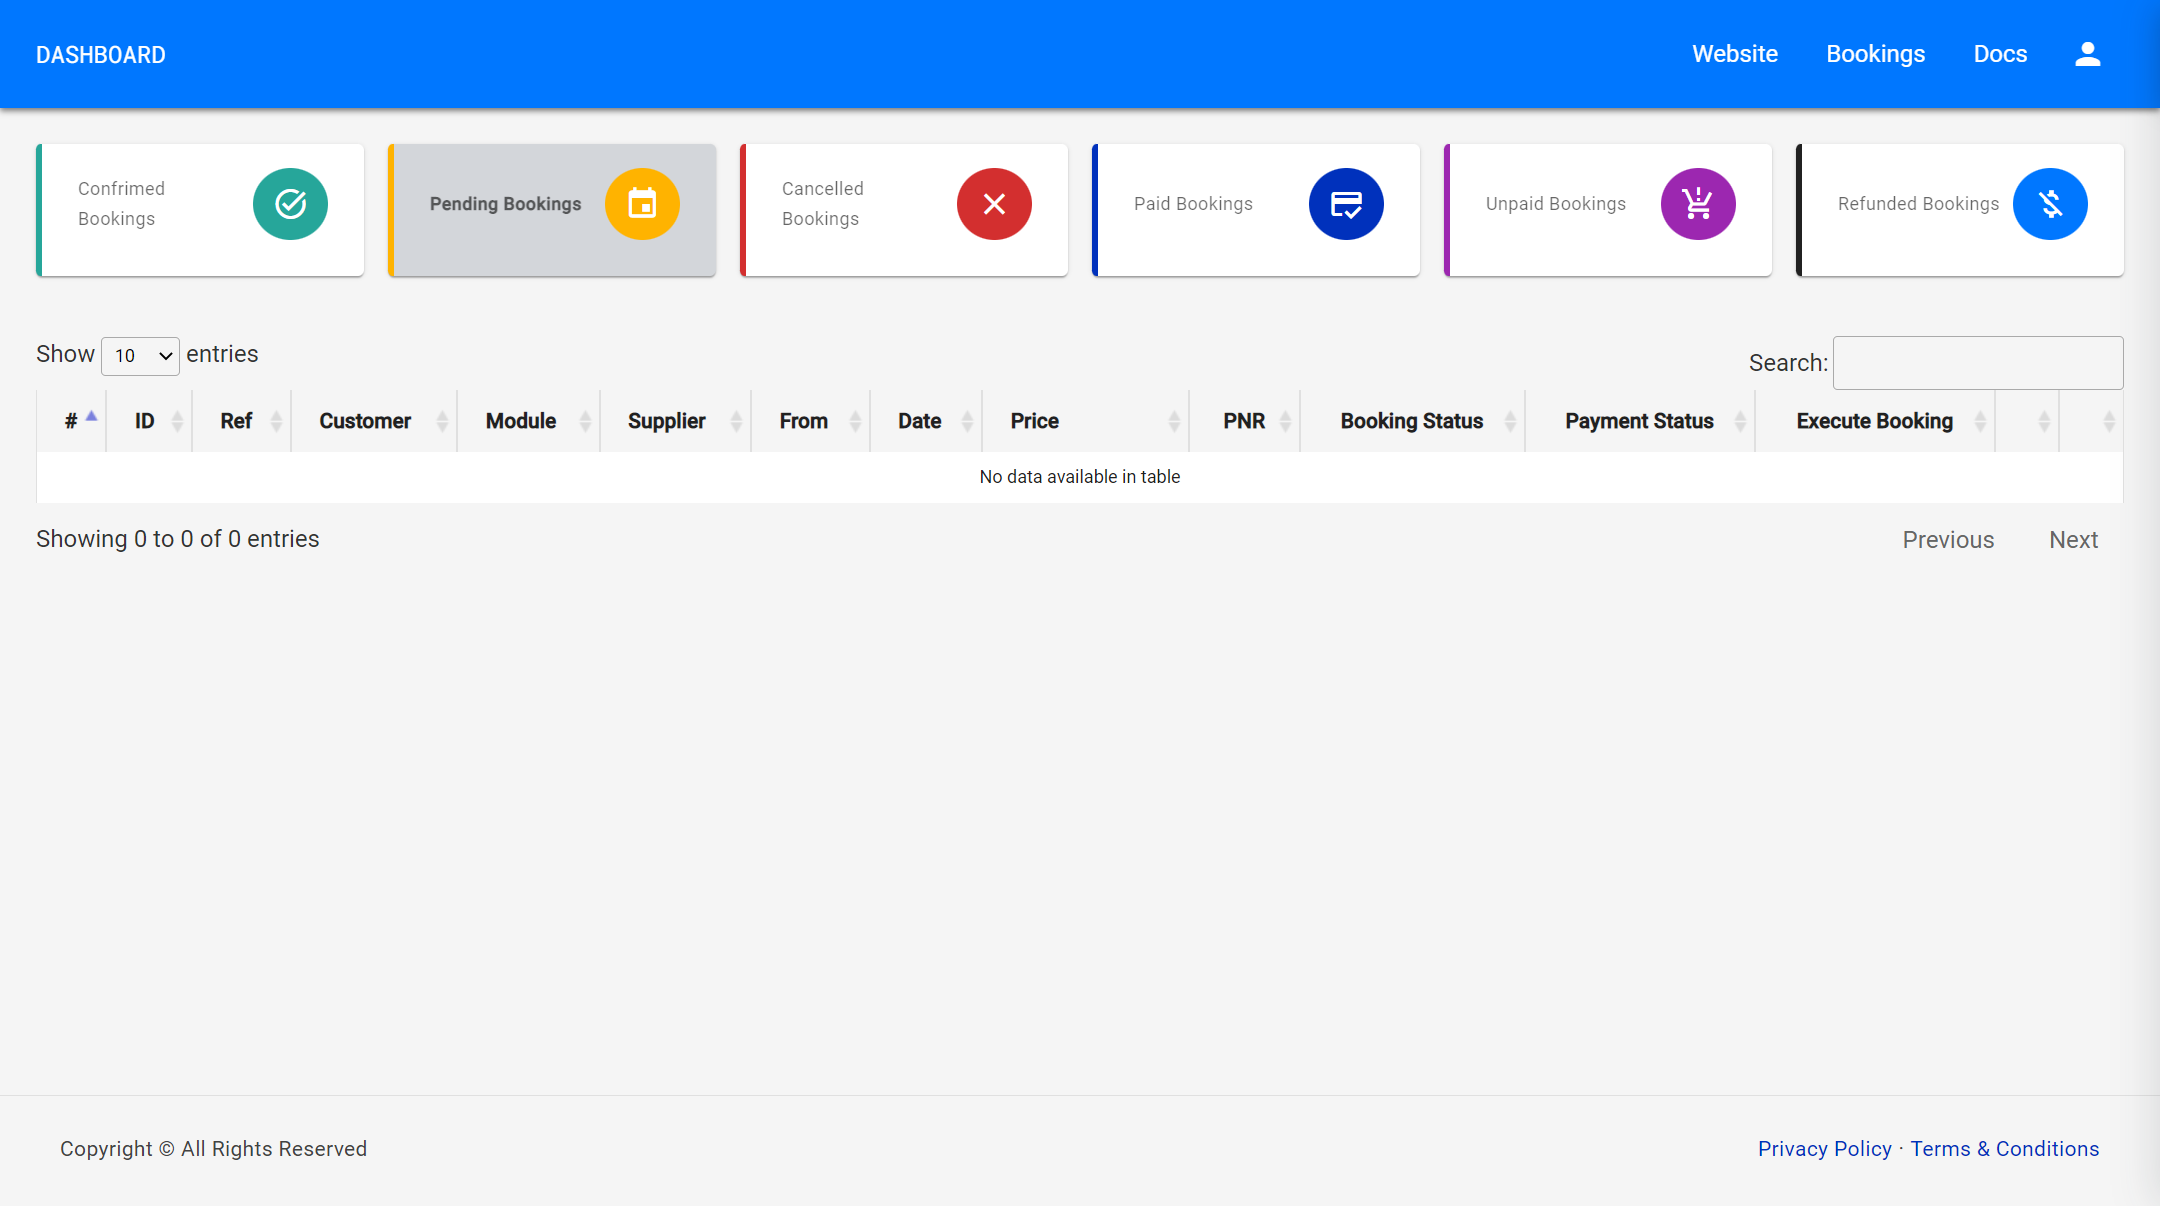 DASHBOARD Website Bookings Docs
Confrimed
Bookings
Pending Bookings
Cancelled
Bookings
Paid Bookings
Unpaid Bookings
Refunded Bookings
Show 10 entries Search:
# ID Ref Customer Module Supplier From Date Price PNR Booking Status Payment Status Execute Booking
No data available in table
Showing 0 to 0 of 0 entries Previous Next
Copyright © All Rights Reserved Privacy Policy · Terms & Conditions